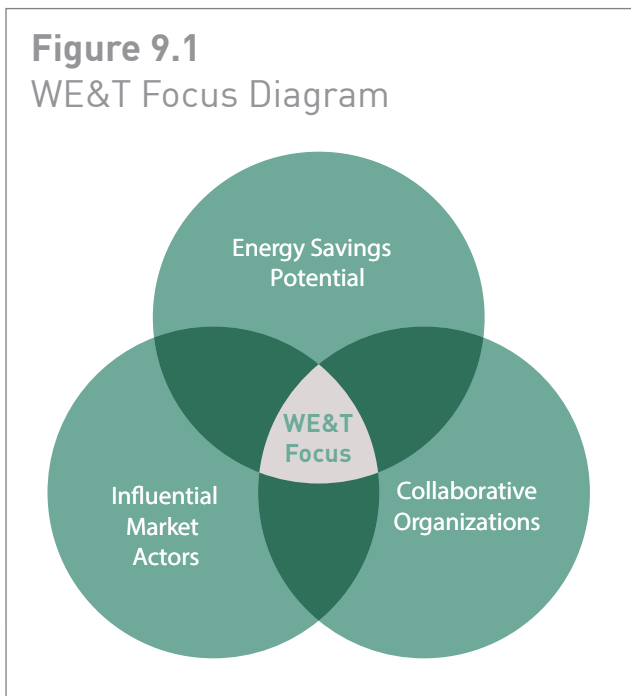 Figure 9.1
WE&T Focus Diagram
Energy Savings
Potential
WE&T
Focus
Influential
Market
Actors
Collaborative
Organizations